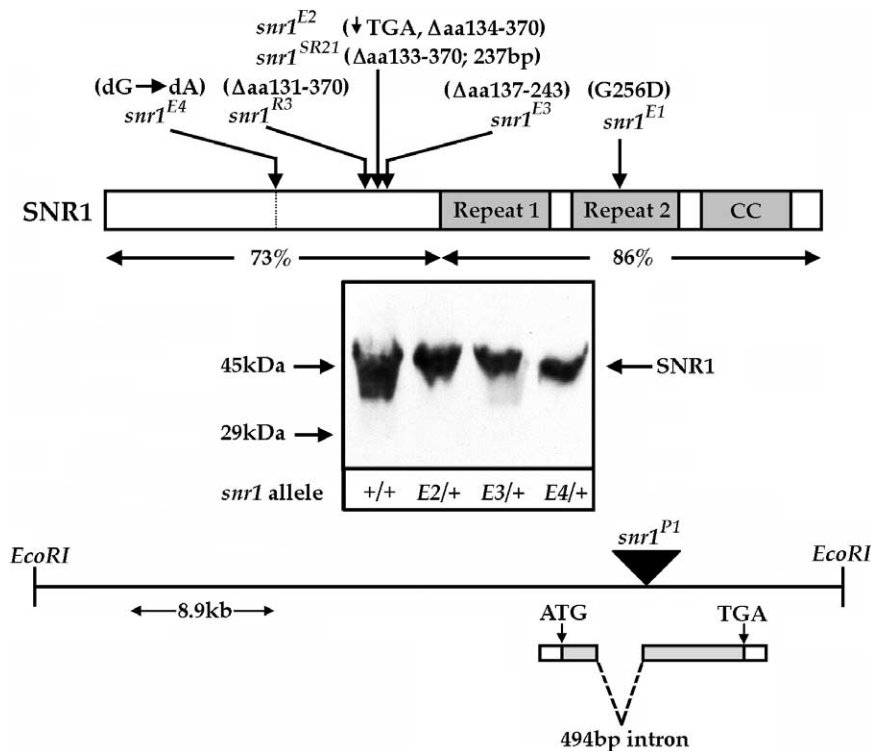 snr1^E2 (↓TGA, Δaa134-370)
snr1^SR21 (Δaa133-370; 237bp)
(dG→dA) (Δaa131-370) (Δaa137-243) (G256D)
snr1^E4 snr1^R3 snr1^E3 snr1^E1
SNR1 Repeat 1 Repeat 2 CC
73% 86%
45kDa SNR1
29kDa
snr1 allele +/+ E2/+ E3/+ E4/+
snr1^P1
EcoRI EcoRI
8.9kb
ATG TGA
494bp intron